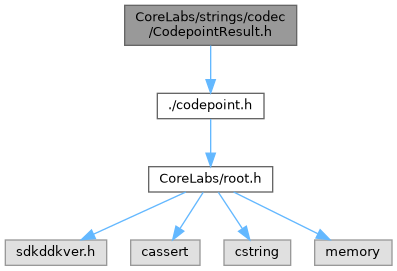 CoreLabs/strings/codec
/CodepointResult.h
./codepoint.h
CoreLabs/root.h
sdkddkver.h
cassert
cstring
memory